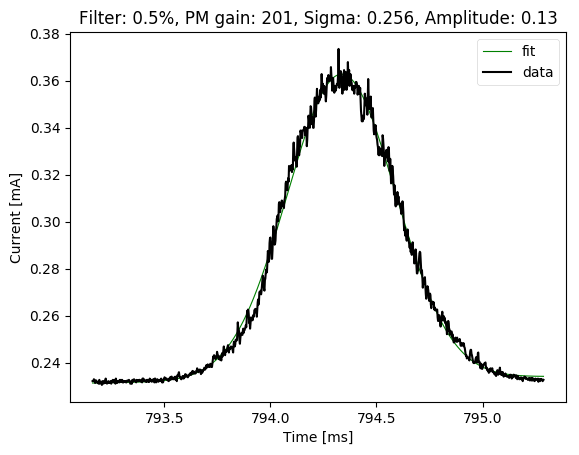 Filter: 0.5%, PM gain: 201, Sigma: 0.256, Amplitude: 0.13
fit
data
0.38
0.36
0.34
0.32
0.30
0.28
0.26
0.24
Current [mA]
793.5 794.0 794.5 795.0
Time [ms]